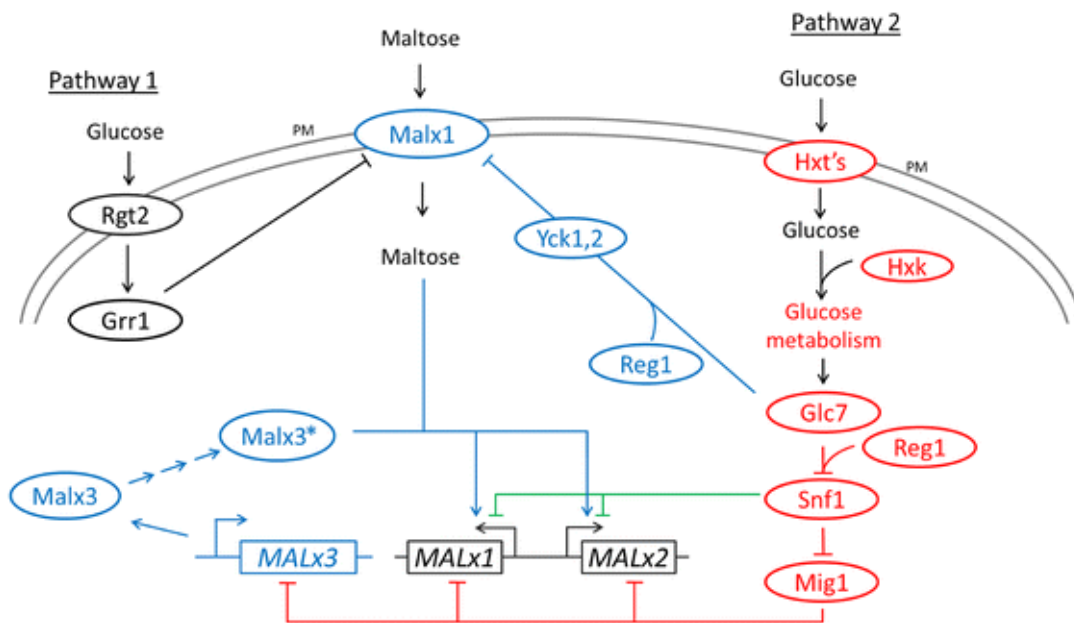 Pathway 1
Maltose
Pathway 2
Glucose
PM
Malx1
Glucose
Hxt's
PM
Rgt2
Grr1
Maltose
Yck1,2
Reg1
Glucose
Hxk
Glucose
metabolism
Glc7
Reg1
Snf1
Mig1
Malx3*
Malx3
MALx3
MALx1
MALx2